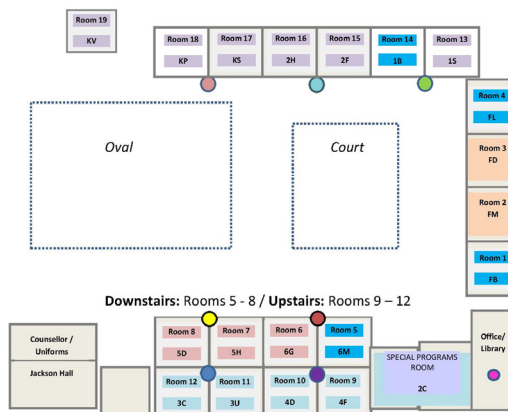 Room 19
KV
Room 18
KP
Room 17
KS
Room 16
2H
Room 15
2F
Room 14
1B
Room 13
1S
Room 4
FL
Room 3
FD
Room 2
FM
Room 1
FB
Oval
Court
Downstairs: Rooms 5 - 8 / Upstairs: Rooms 9 – 12
Counsellor /
Uniforms
Jackson Hall
Room 8
5D
Room 7
5H
Room 6
6G
Room 5
6M
Room 12
3C
Room 11
3U
Room 10
4D
Room 9
4F
SPECIAL PROGRAMS
ROOM
2C
Office/
Library